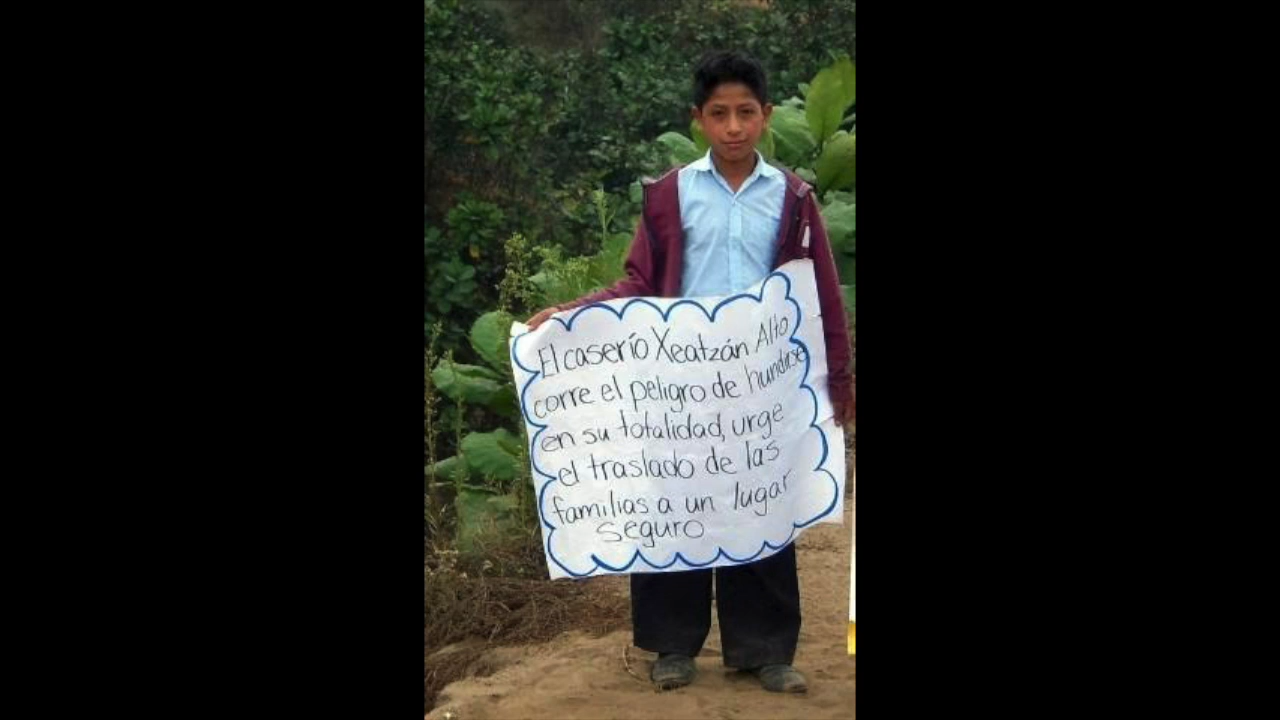 El caserío Xeatzán Alto
corre el peligro de hundirse
en su totalidad, urge
el traslado de las
familias a un lugar
seguro